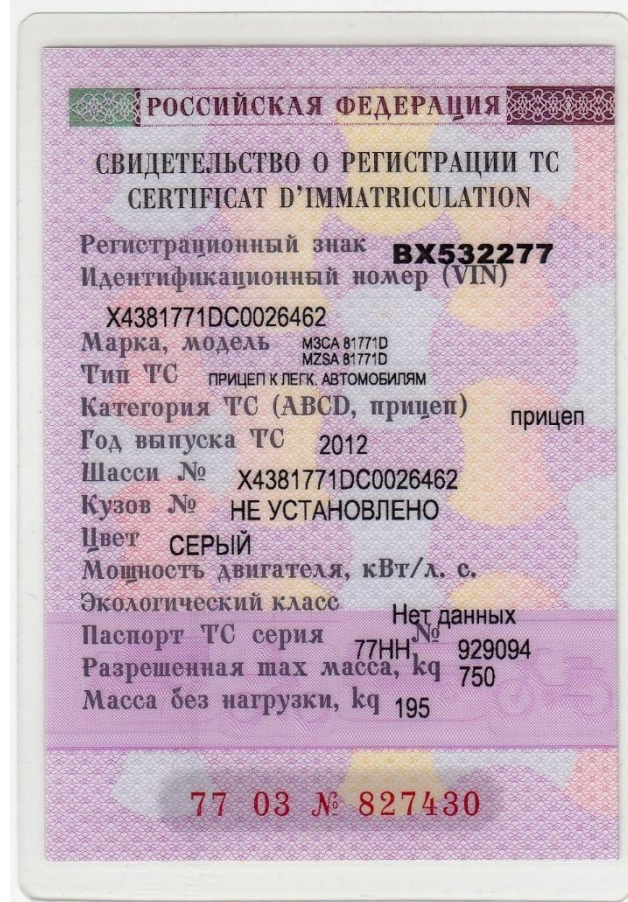 РОССИЙСКАЯ ФЕДЕРАЦИЯ
СВИДЕТЕЛЬСТВО О РЕГИСТРАЦИИ ТС
CERTIFICAT D'IMMATRICULATION
Регистрационный знак ВХ532277
Идентификационный номер (VIN)
X4381771DC0026462
Марка, модель МЗСА 81771D
MZSA 81771D
Тип ТС ПРИЦЕП К ЛЕГК. АВТОМОБИЛЯМ
Категория ТС (ABCD, прицеп) прицеп
Год выпуска ТС 2012
Шасси № X4381771DC0026462
Кузов № НЕ УСТАНОВЛЕНО
Цвет СЕРЫЙ
Мощность двигателя, кВт/л. с.
Экологический класс Нет данных
Паспорт ТС серия 77НН, № 929094
Разрешенная max масса, kg 750
Масса без нагрузки, kg 195
77 03 № 827430